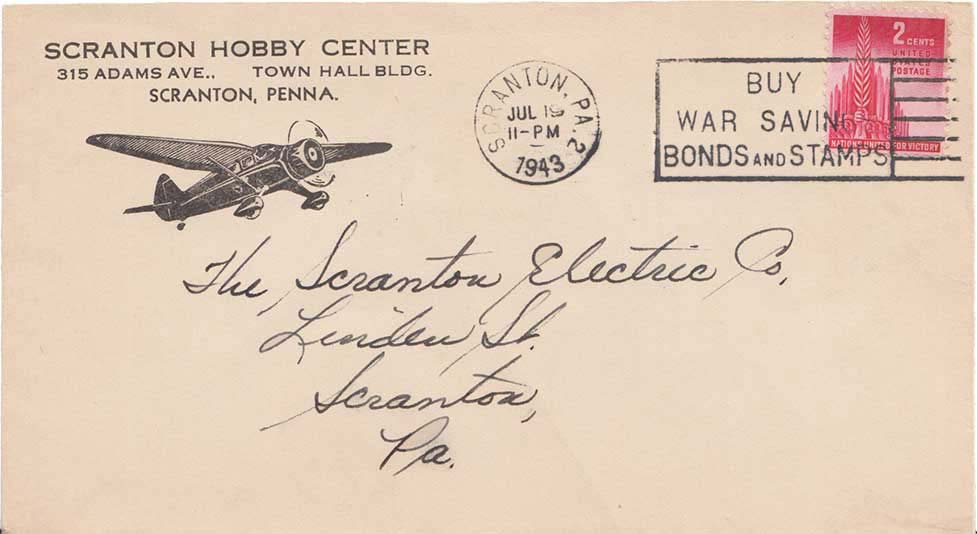 SCRANTON HOBBY CENTER
315 ADAMS AVE., TOWN HALL BLDG.
SCRANTON, PENNA.
SCRANTON, PA. 2
JUL 19
11-PM
1943
BUY
WAR SAVINGS
BONDS AND STAMPS
2 CENTS
UNITED
STATES
POSTAGE
NATIONS UNITED FOR VICTORY
The Scranton Electric Co.
Linden St.
Scranton,
Pa.